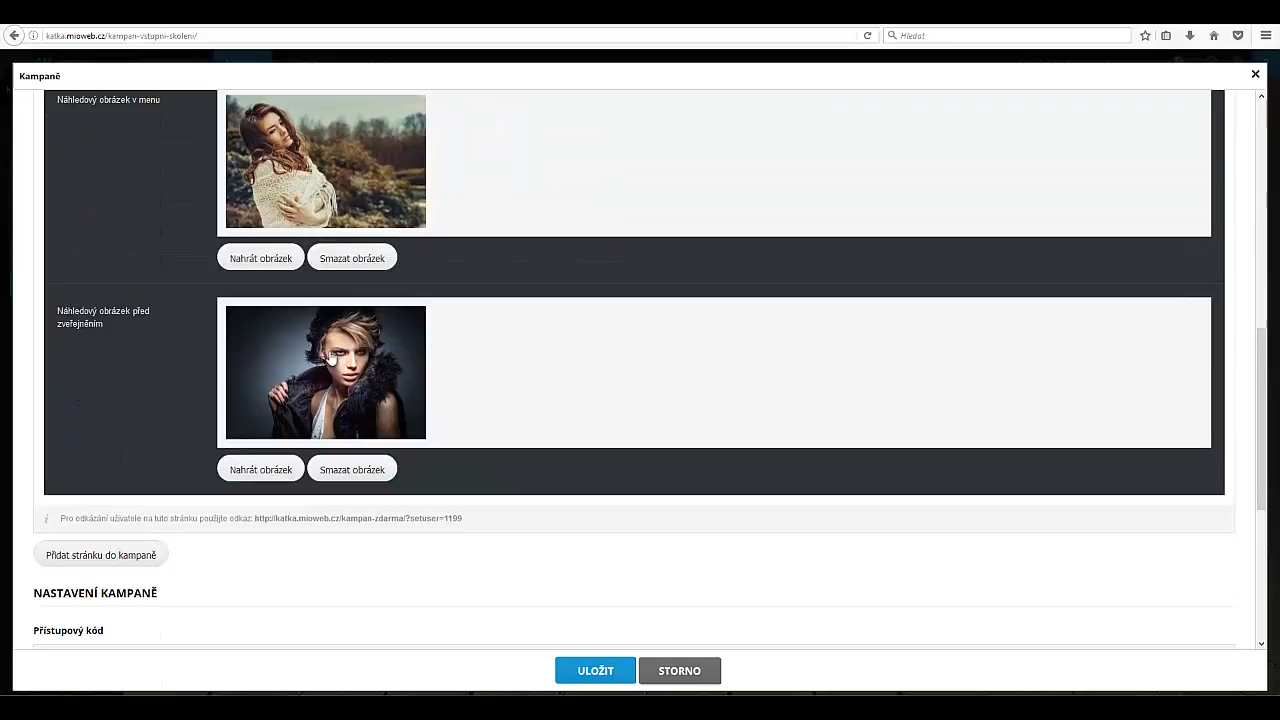 katka.mioweb.cz/kampan-vstupni-skoleni/
Hledat
Kampaně
Náhledový obrázek v menu
Nahrát obrázek
Smazat obrázek
Náhledový obrázek před
zveřejněním
Nahrát obrázek
Smazat obrázek
Pro odkázání uživatele na tuto stránku použijte odkaz: http://katka.mioweb.cz/kampan-zdarma/?setuser=1199
Přidat stránku do kampaně
NASTAVENÍ KAMPANĚ
Přístupový kód
ULOŽIT
STORNO